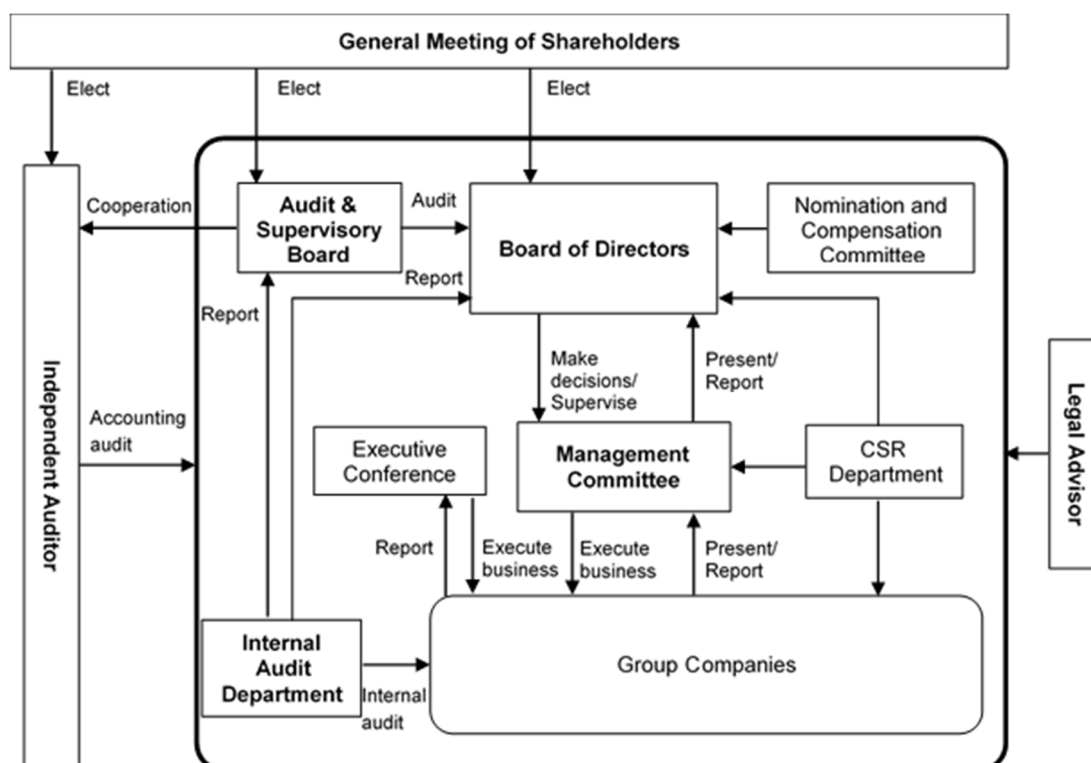 General Meeting of Shareholders
Elect
Elect
Elect
Cooperation
Audit &
Supervisory
Board
Audit
Board of Directors
Nomination and
Compensation
Committee
Report
Report
Independent Auditor
Accounting
audit
Make
decisions/
Supervise
Present/
Report
Executive
Conference
Management
Committee
CSR
Department
Legal Advisor
Report
Execute
business
Execute
business
Present/
Report
Internal
Audit
Department
Internal
audit
Group Companies